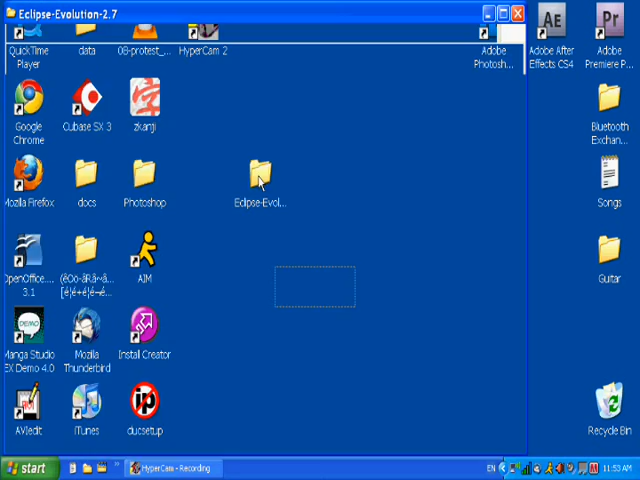 Eclipse-Evolution-2.7
QuickTime
Player
data
08-protest_...
HyperCam 2
Adobe
Photosh...
Adobe After
Effects CS4
Adobe
Premiere P...
Google
Chrome
Cubase SX 3
zkanji
Bluetooth
Exchan...
Mozilla Firefox
docs
Photoshop
Eclipse-Evol...
Songs
OpenOffice....
3.1
AIM
Guitar
DEMO
Manga Studio
EX Demo 4.0
Mozilla
Thunderbird
Install Creator
AVIedit
iTunes
ip
ducsetup
Recycle Bin
start
HyperCam - Recording
EN
11:53 AM